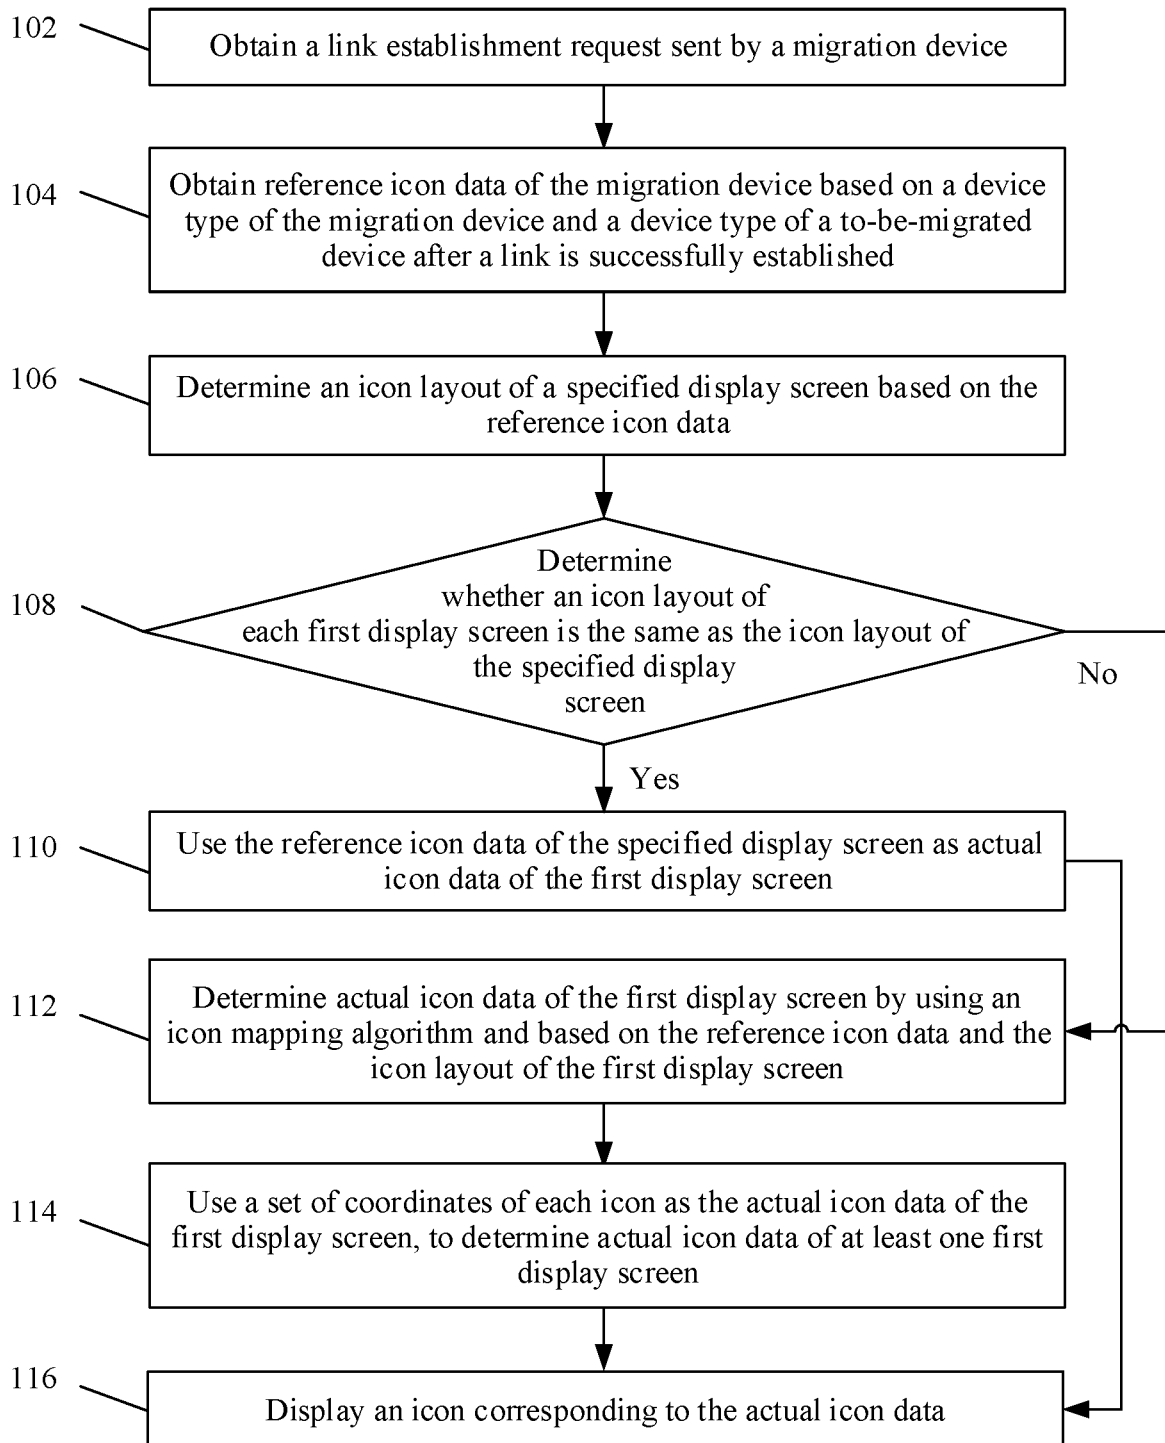 102
Obtain a link establishment request sent by a migration device
104
Obtain reference icon data of the migration device based on a device
type of the migration device and a device type of a to-be-migrated
device after a link is successfully established
106
Determine an icon layout of a specified display screen based on the
reference icon data
108
Determine
whether an icon layout of
each first display screen is the same as the icon layout of
the specified display
screen
No
Yes
110
Use the reference icon data of the specified display screen as actual
icon data of the first display screen
112
Determine actual icon data of the first display screen by using an
icon mapping algorithm and based on the reference icon data and the
icon layout of the first display screen
114
Use a set of coordinates of each icon as the actual icon data of the
first display screen, to determine actual icon data of at least one first
display screen
116
Display an icon corresponding to the actual icon data